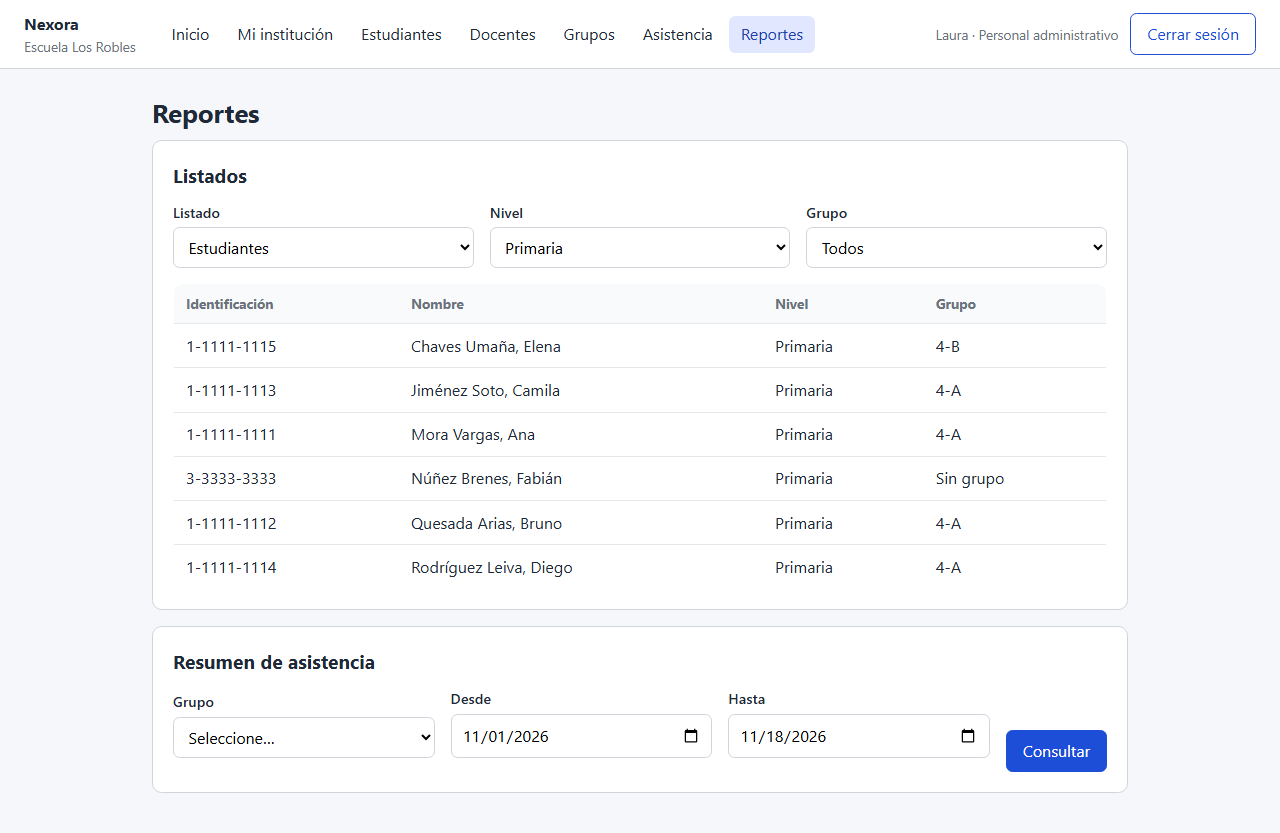 Nexora
Escuela Los Robles
Inicio Mi institución Estudiantes Docentes Grupos Asistencia Reportes
Laura · Personal administrativo Cerrar sesión
Reportes
Listados
Listado Nivel Grupo
Estudiantes Primaria Todos
Identificación Nombre Nivel Grupo
1-1111-1115 Chaves Umaña, Elena Primaria 4-B
1-1111-1113 Jiménez Soto, Camila Primaria 4-A
1-1111-1111 Mora Vargas, Ana Primaria 4-A
3-3333-3333 Núñez Brenes, Fabián Primaria Sin grupo
1-1111-1112 Quesada Arias, Bruno Primaria 4-A
1-1111-1114 Rodríguez Leiva, Diego Primaria 4-A
Resumen de asistencia
Grupo Desde Hasta
Seleccione... 11/01/2026 11/18/2026 Consultar